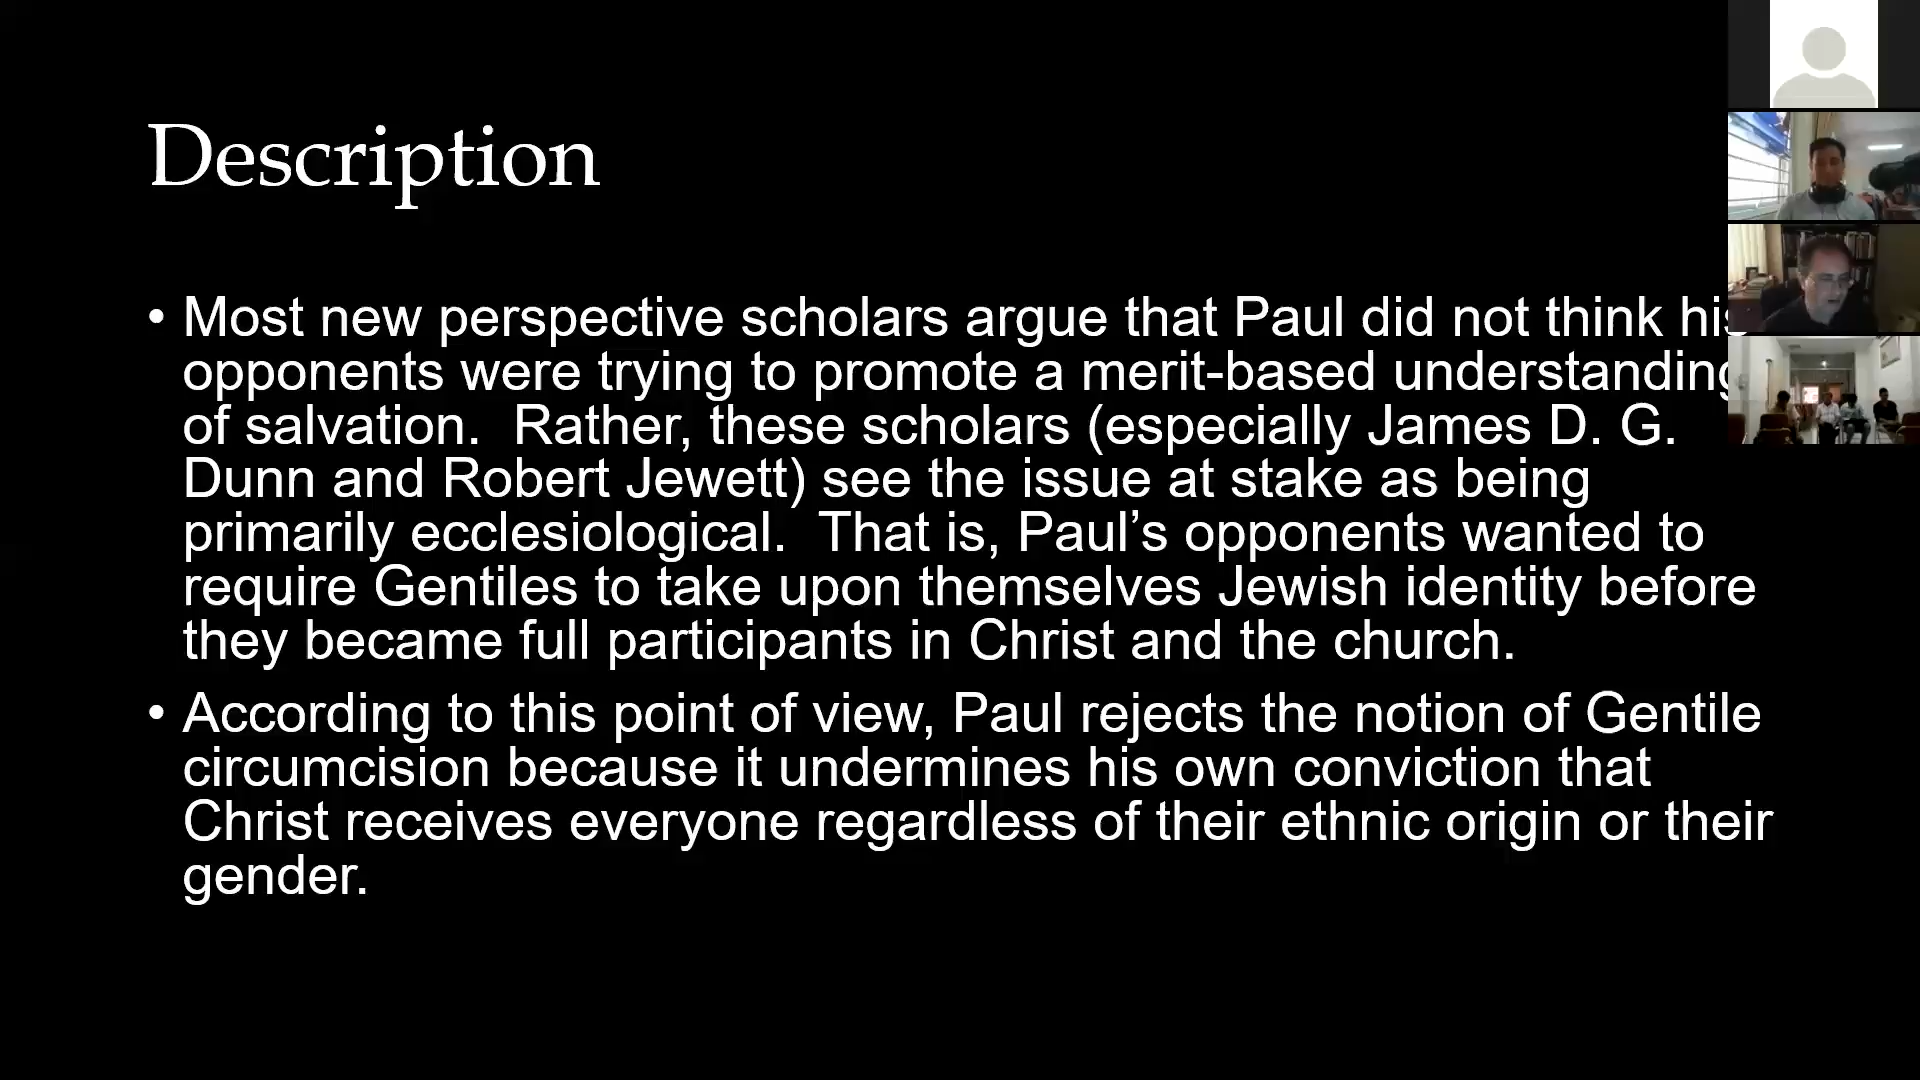 Description
• Most new perspective scholars argue that Paul did not think his
opponents were trying to promote a merit-based understanding
of salvation.  Rather, these scholars (especially James D. G.
Dunn and Robert Jewett) see the issue at stake as being
primarily ecclesiological.  That is, Paul’s opponents wanted to
require Gentiles to take upon themselves Jewish identity before
they became full participants in Christ and the church.
• According to this point of view, Paul rejects the notion of Gentile
circumcision because it undermines his own conviction that
Christ receives everyone regardless of their ethnic origin or their
gender.